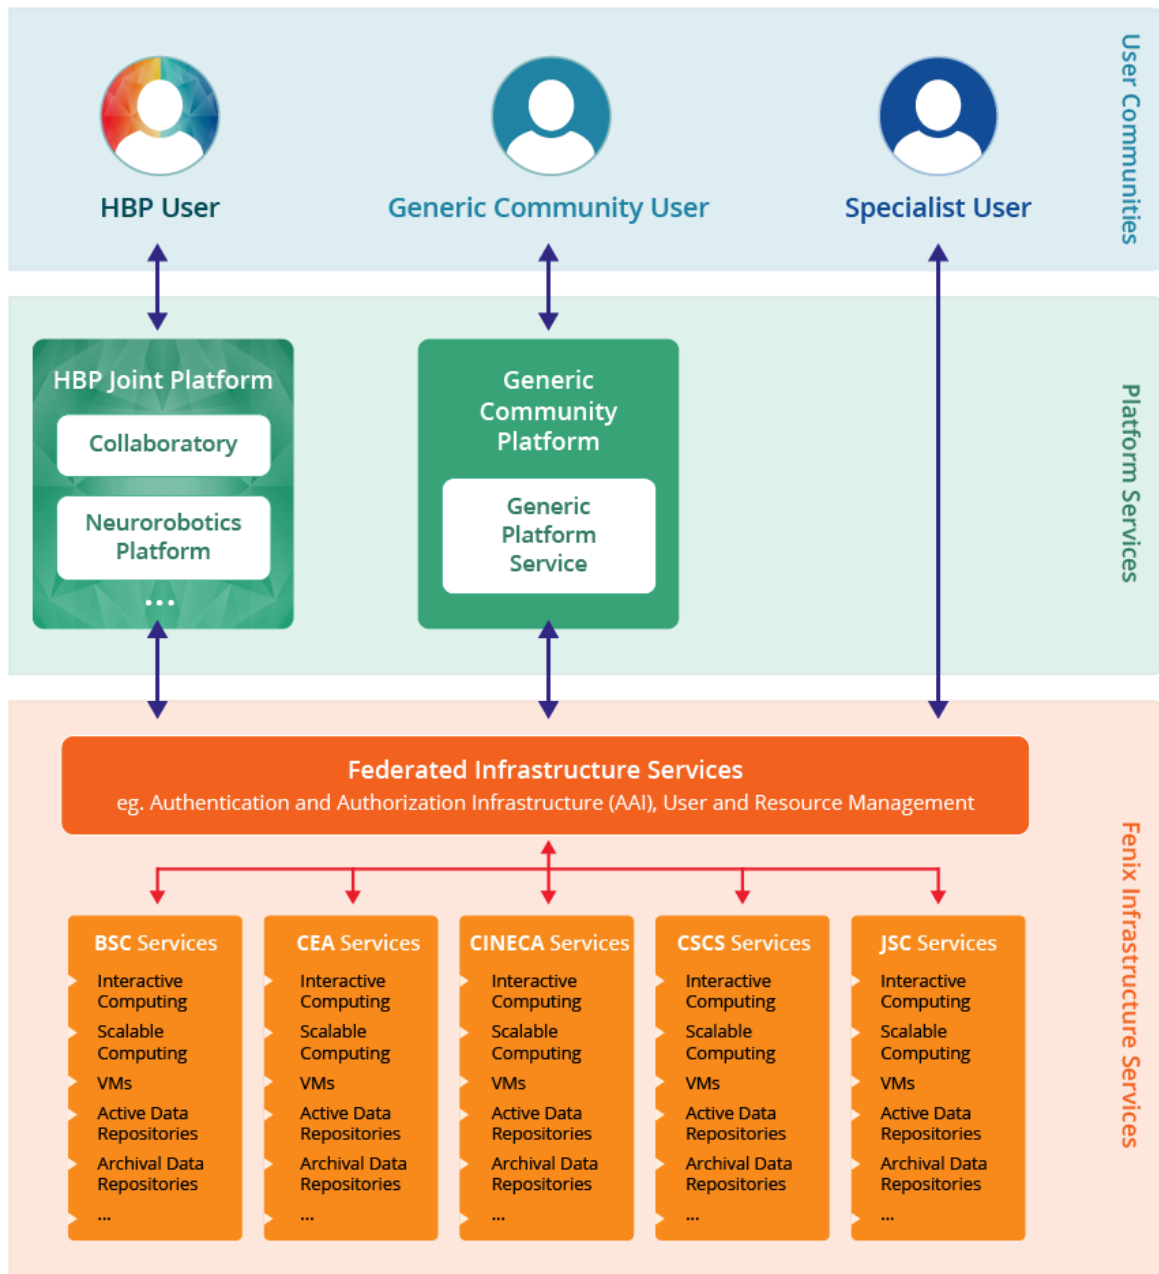 User Communities
HBP User
Generic Community User
Specialist User
Platform Services
HBP Joint Platform
Collaboratory
Neurorobotics
Platform
...
Generic
Community
Platform
Generic
Platform
Service
Fenix Infrastructure Services
Federated Infrastructure Services
eg. Authentication and Authorization Infrastructure (AAI), User and Resource Management
BSC Services
Interactive
Computing
Scalable
Computing
VMs
Active Data
Repositories
Archival Data
Repositories
...
CEA Services
Interactive
Computing
Scalable
Computing
VMs
Active Data
Repositories
Archival Data
Repositories
...
CINECA Services
Interactive
Computing
Scalable
Computing
VMs
Active Data
Repositories
Archival Data
Repositories
...
CSCS Services
Interactive
Computing
Scalable
Computing
VMs
Active Data
Repositories
Archival Data
Repositories
...
JSC Services
Interactive
Computing
Scalable
Computing
VMs
Active Data
Repositories
Archival Data
Repositories
...